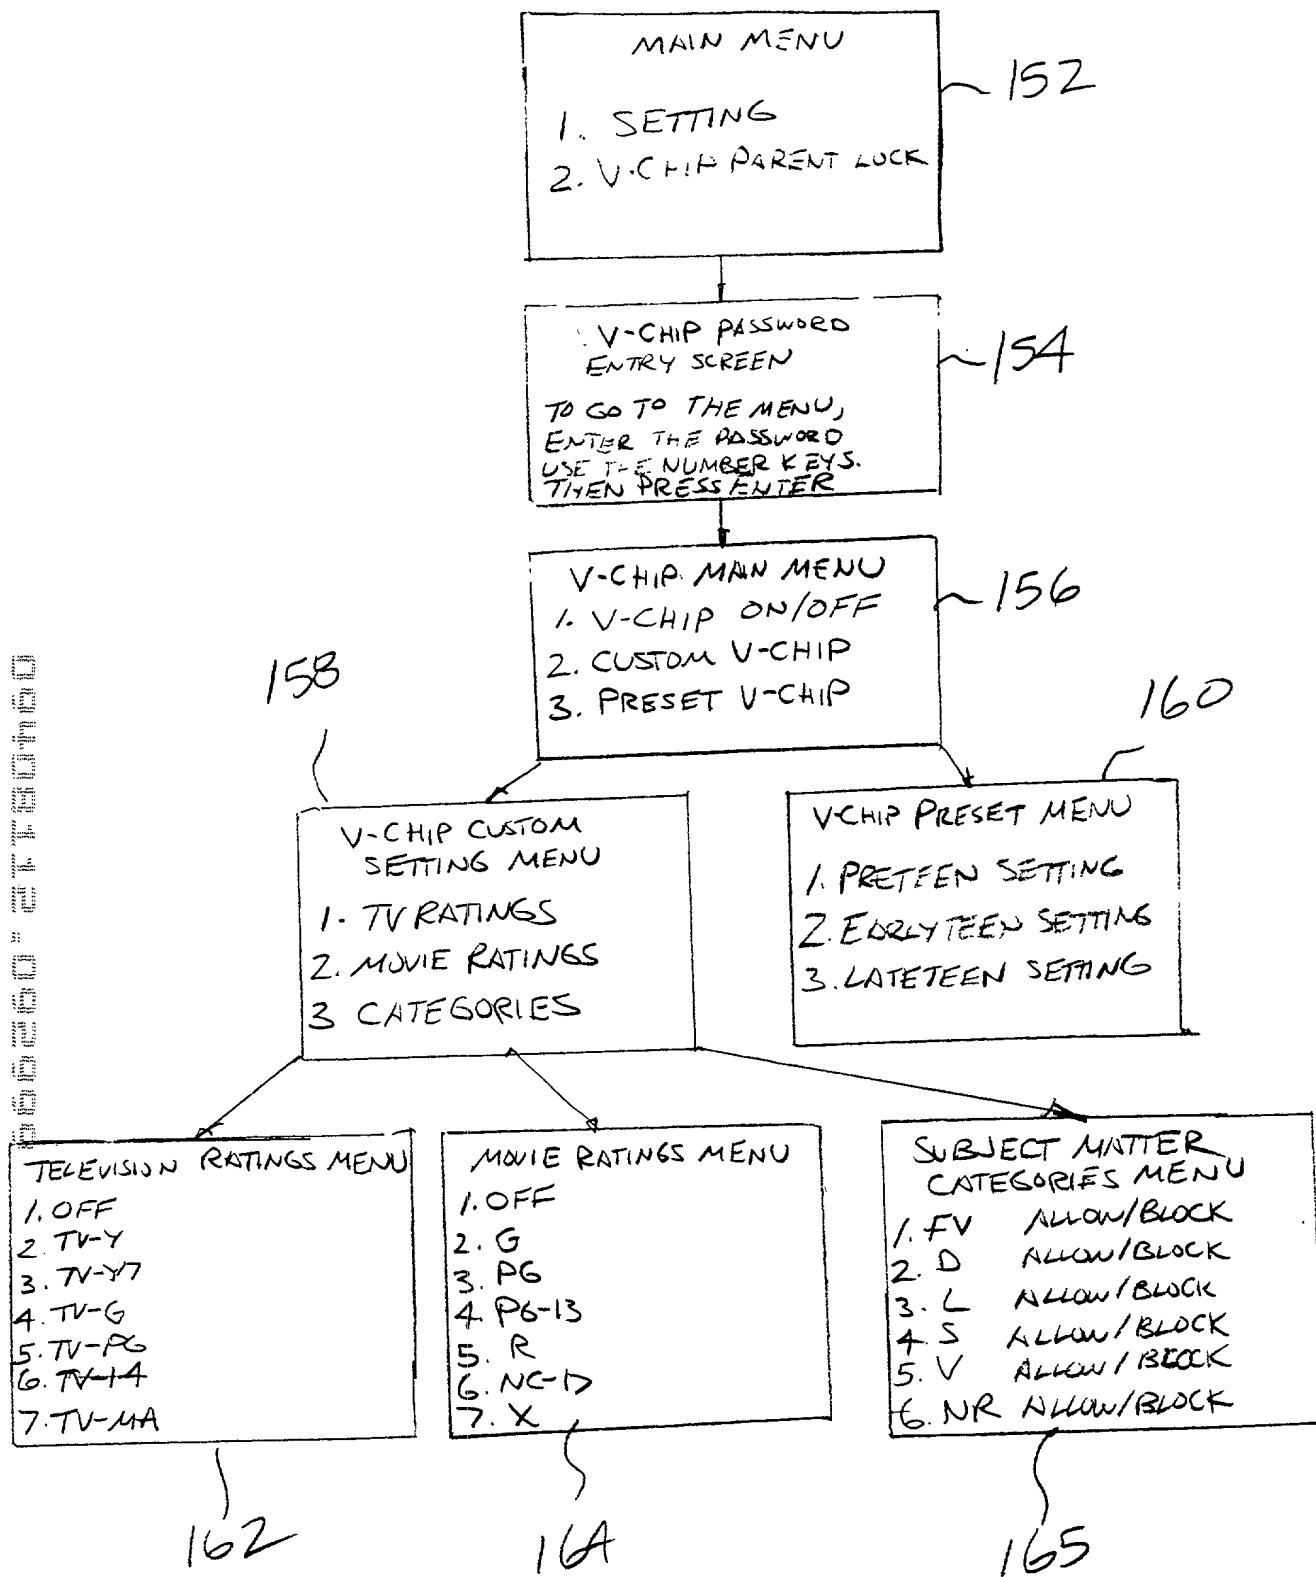 MAIN MENU
1. SETTING
2. V-CHIP PARENT LOCK
152
V-CHIP PASSWORD
ENTRY SCREEN
TO GO TO THE MENU,
ENTER THE PASSWORD
USE THE NUMBER KEYS.
THEN PRESS ENTER
154
V-CHIP MAIN MENU
1. V-CHIP ON/OFF
2. CUSTOM V-CHIP
3. PRESET V-CHIP
156
158
V-CHIP CUSTOM
SETTING MENU
1. TV RATINGS
2. MOVIE RATINGS
3 CATEGORIES
160
V-CHIP PRESET MENU
1. PRETEEN SETTING
2. EARLYTEEN SETTING
3. LATETEEN SETTING
TELEVISION RATINGS MENU
1. OFF
2. TV-Y
3. TV-Y7
4. TV-G
5. TV-PG
6. TV-14
7. TV-MA
162
MOVIE RATINGS MENU
1. OFF
2. G
3. PG
4. PG-13
5. R
6. NC-17
7. X
164
SUBJECT MATTER
CATEGORIES MENU
1. FV ALLOW/BLOCK
2. D ALLOW/BLOCK
3. L ALLOW/BLOCK
4. S ALLOW/BLOCK
5. V ALLOW/BLOCK
6. NR ALLOW/BLOCK
165